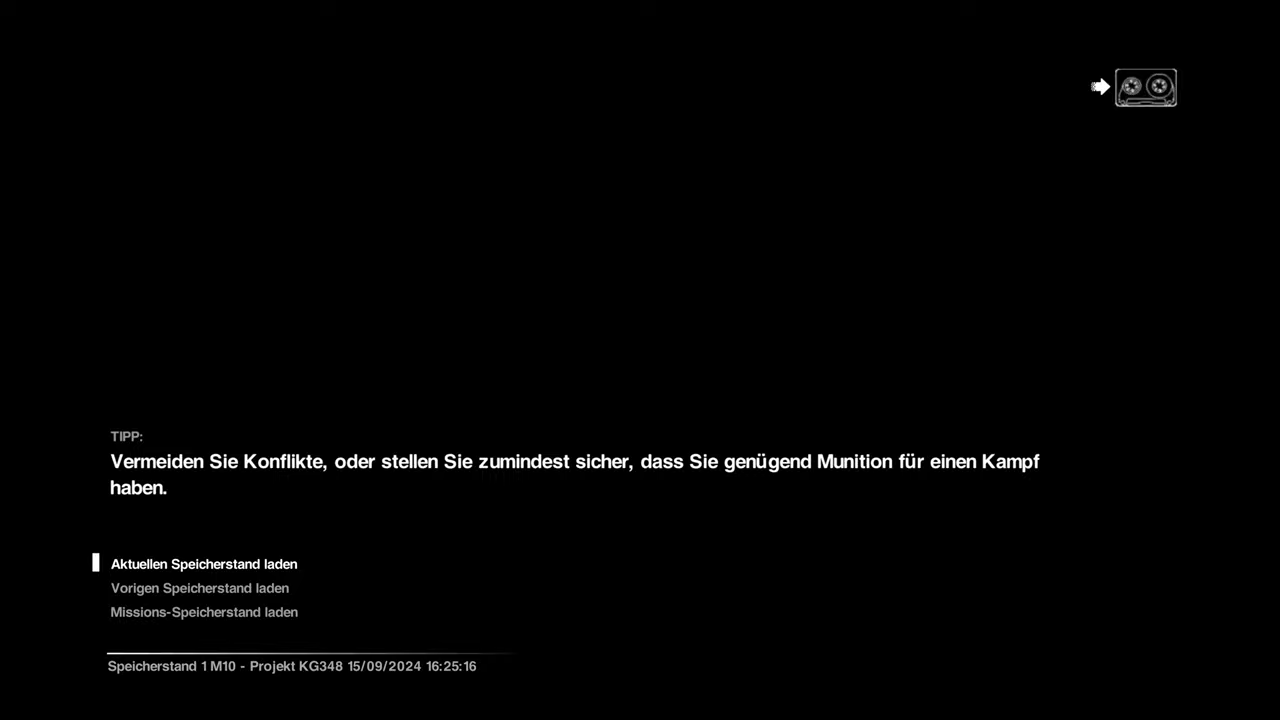 TIPP:
Vermeiden Sie Konflikte, oder stellen Sie zumindest sicher, dass Sie genügend Munition für einen Kampf
haben.
Aktuellen Speicherstand laden
Vorigen Speicherstand laden
Missions-Speicherstand laden
Speicherstand 1 M10 - Projekt KG348 15/09/2024 16:25:16